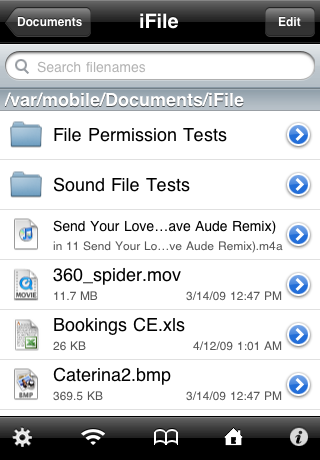 Documents
iFile
Edit
Search filenames
/var/mobile/Documents/iFile
File Permission Tests
Sound File Tests
Send Your Love...ave Aude Remix)
in 11 Send Your Lo...ve Aude Remix).m4a
MOVIE
360_spider.mov
11.7 MB 3/14/09 12:47 PM
Bookings CE.xls
26 KB 4/12/09 1:01 AM
BMP
Caterina2.bmp
369.5 KB 3/14/09 12:47 PM